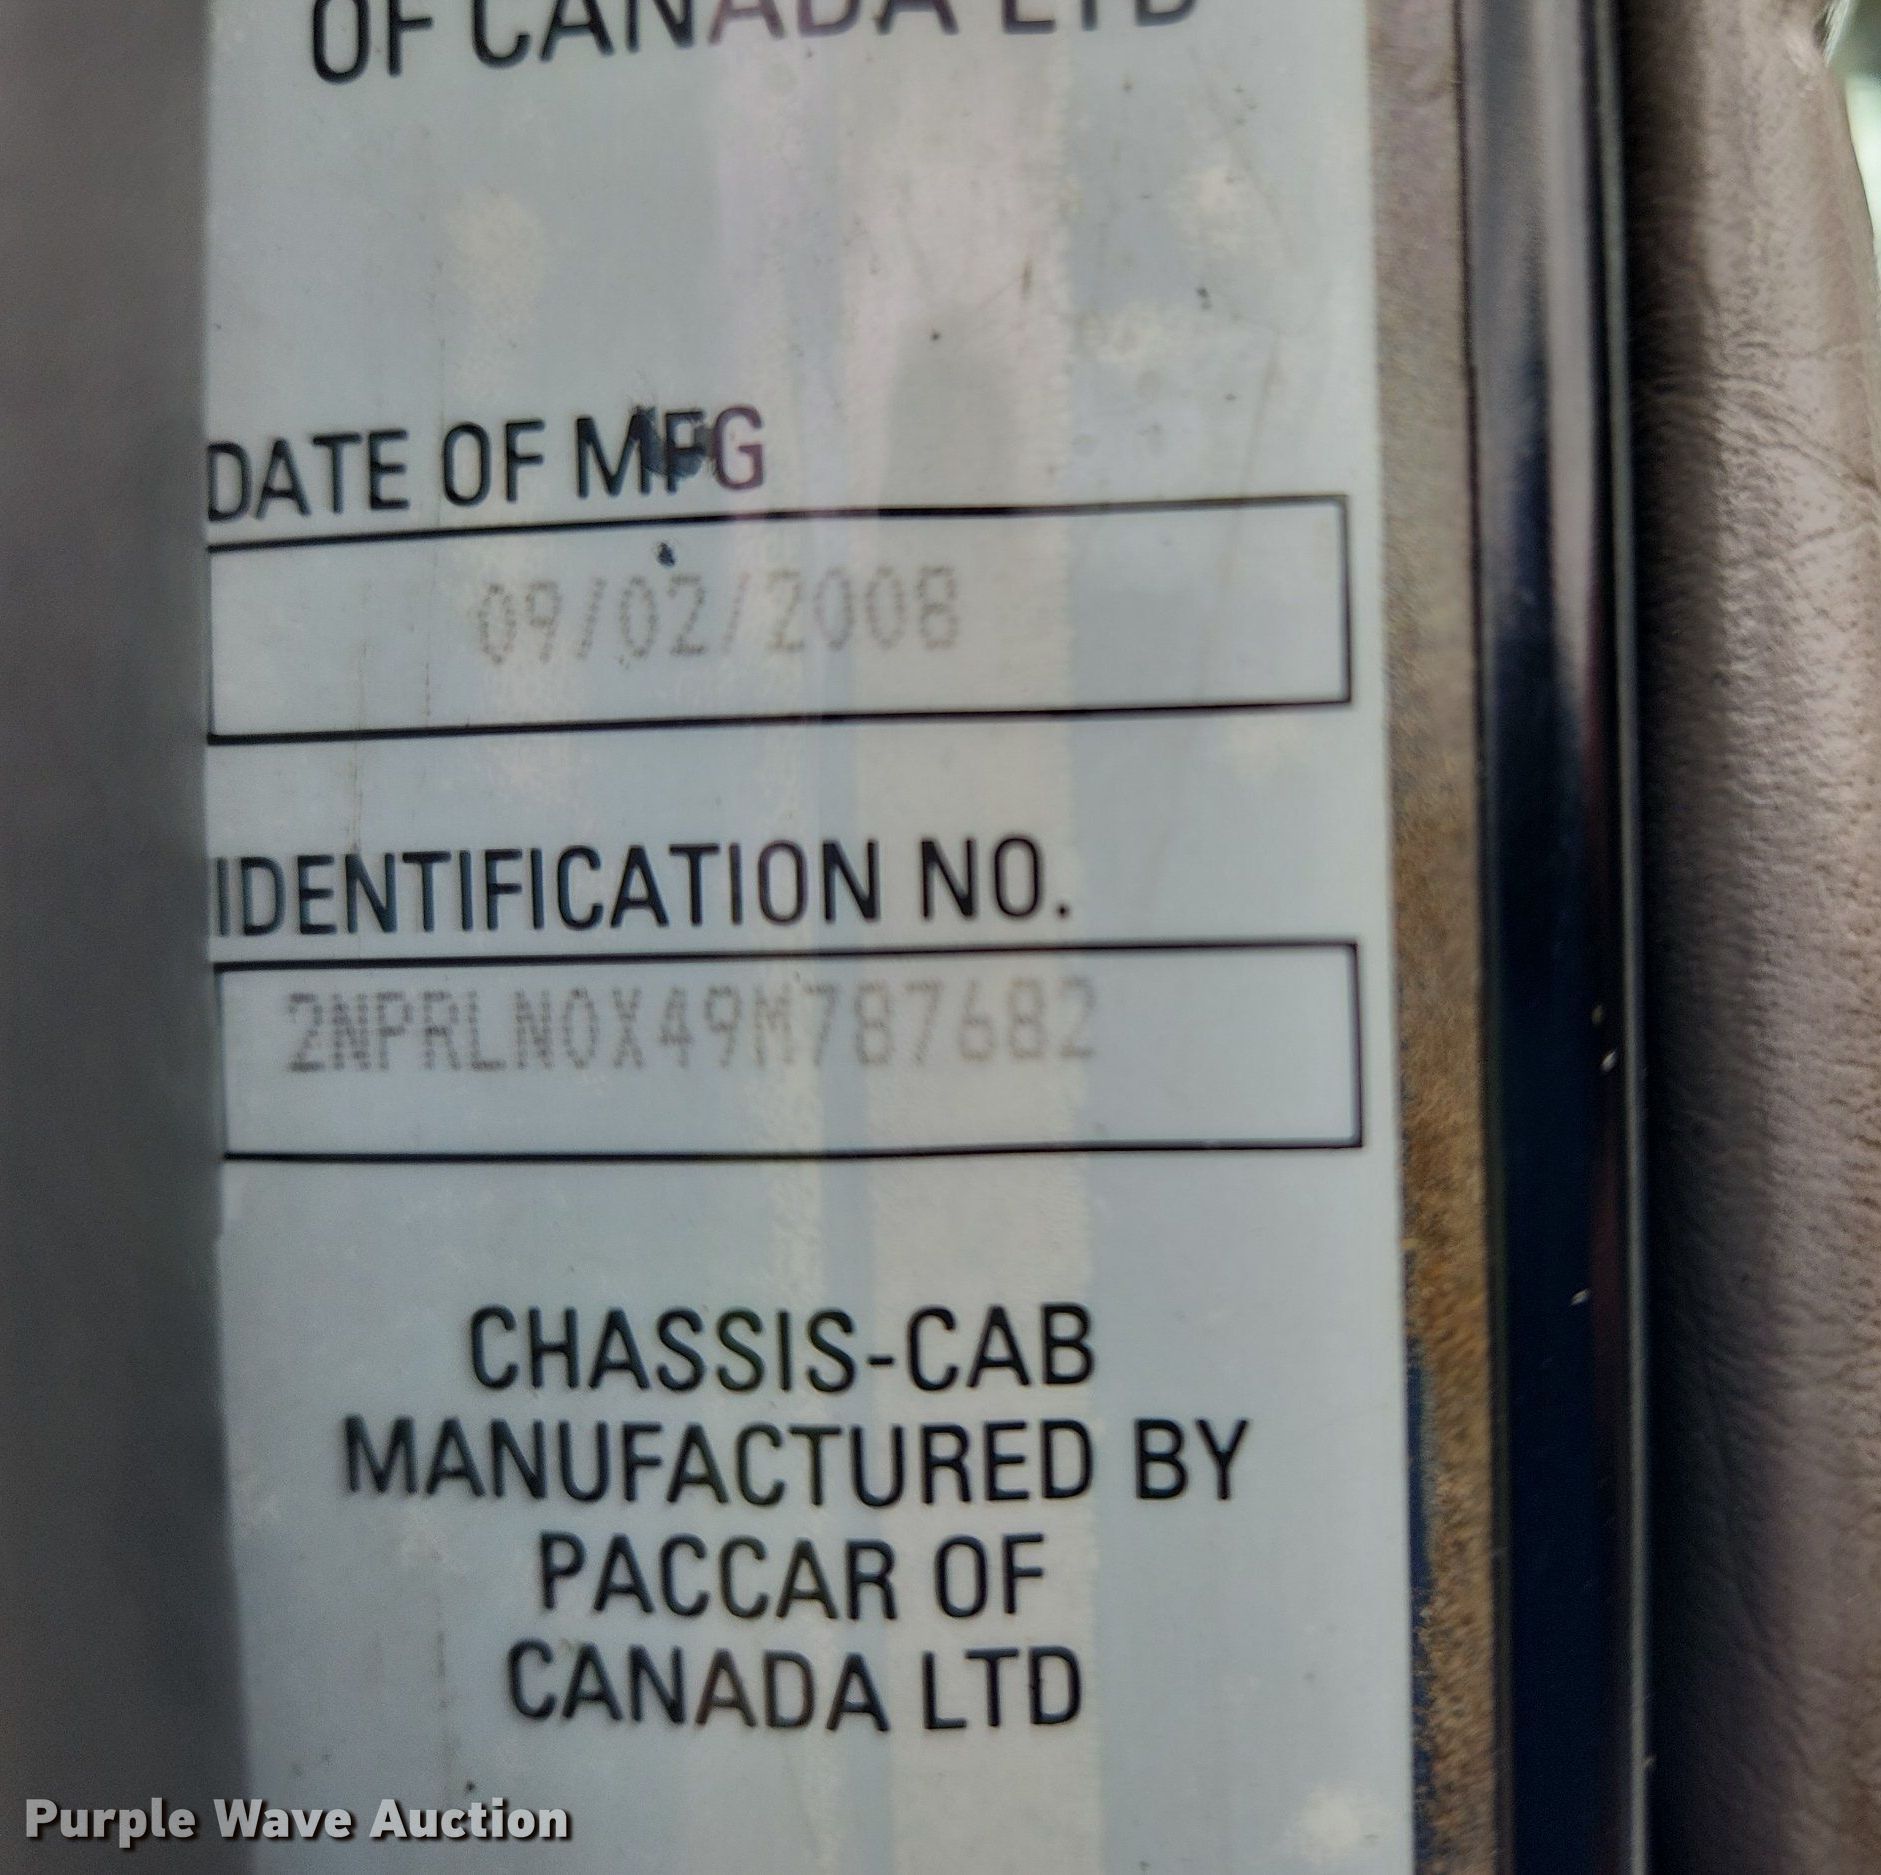 OF CANADA LTD
DATE OF MFG
09/02/2008
IDENTIFICATION NO.
2NPRLN0X49M787682
CHASSIS-CAB
MANUFACTURED BY
PACCAR OF
CANADA LTD
Purple Wave Auction